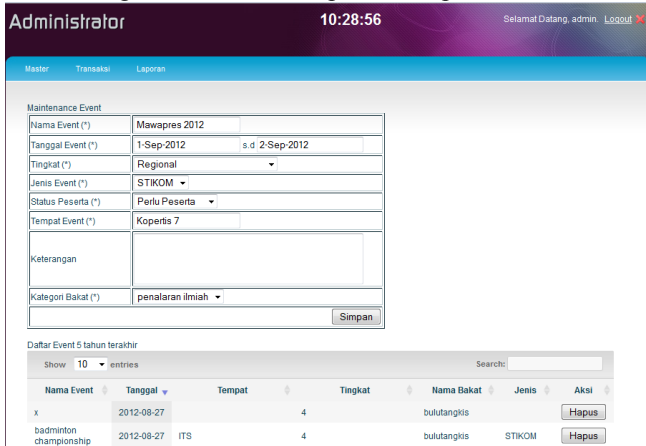 Administrator 10:28:56 Selamat Datang, admin. Logout
Master Transaksi Laporan
Maintenance Event
Nama Event (*) Mawapres 2012
Tanggal Event (*) 1-Sep-2012 s.d 2-Sep-2012
Tingkat (*) Regional
Jenis Event (*) STIKOM
Status Peserta (*) Perlu Peserta
Tempat Event (*) Kopertis 7
Keterangan
Kategori Bakat (*) penalaran ilmiah
Simpan
Daftar Event 5 tahun terakhir
Show 10 entries Search:
Nama Event Tanggal Tempat Tingkat Nama Bakat Jenis Aksi
x 2012-08-27 4 bulutangkis Hapus
badminton
championship 2012-08-27 ITS 4 bulutangkis STIKOM Hapus